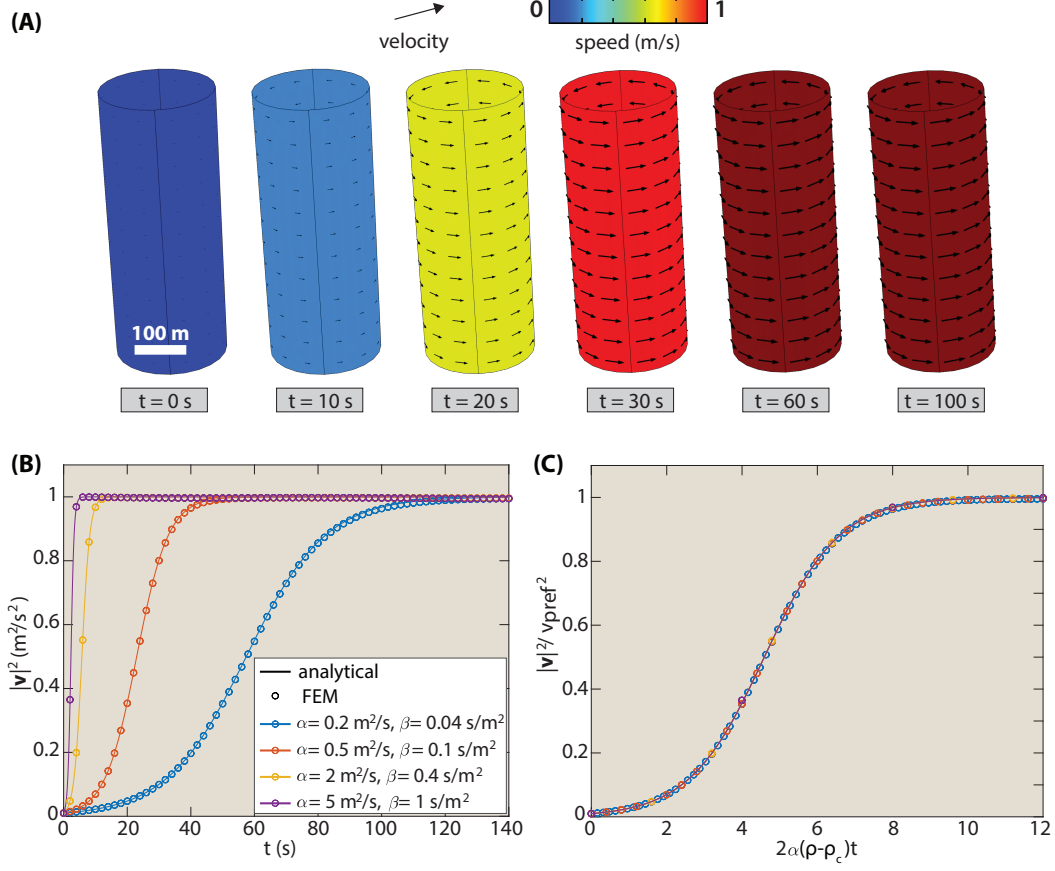 (A)
velocity
0 1
speed (m/s)
100 m
t = 0 s
t = 10 s
t = 20 s
t = 30 s
t = 60 s
t = 100 s
(B)
|v|² (m²/s²)
1
0.8
0.6
0.4
0.2
0
0 20 40 60 80 100 120 140
t (s)
analytical
FEM
α= 0.2 m²/s, β= 0.04 s/m²
α= 0.5 m²/s, β= 0.1 s/m²
α= 2 m²/s, β= 0.4 s/m²
α= 5 m²/s, β= 1 s/m²
(C)
|v|²/ vpref²
1
0.8
0.6
0.4
0.2
0
0 2 4 6 8 10 12
2α(ρ-ρc)t